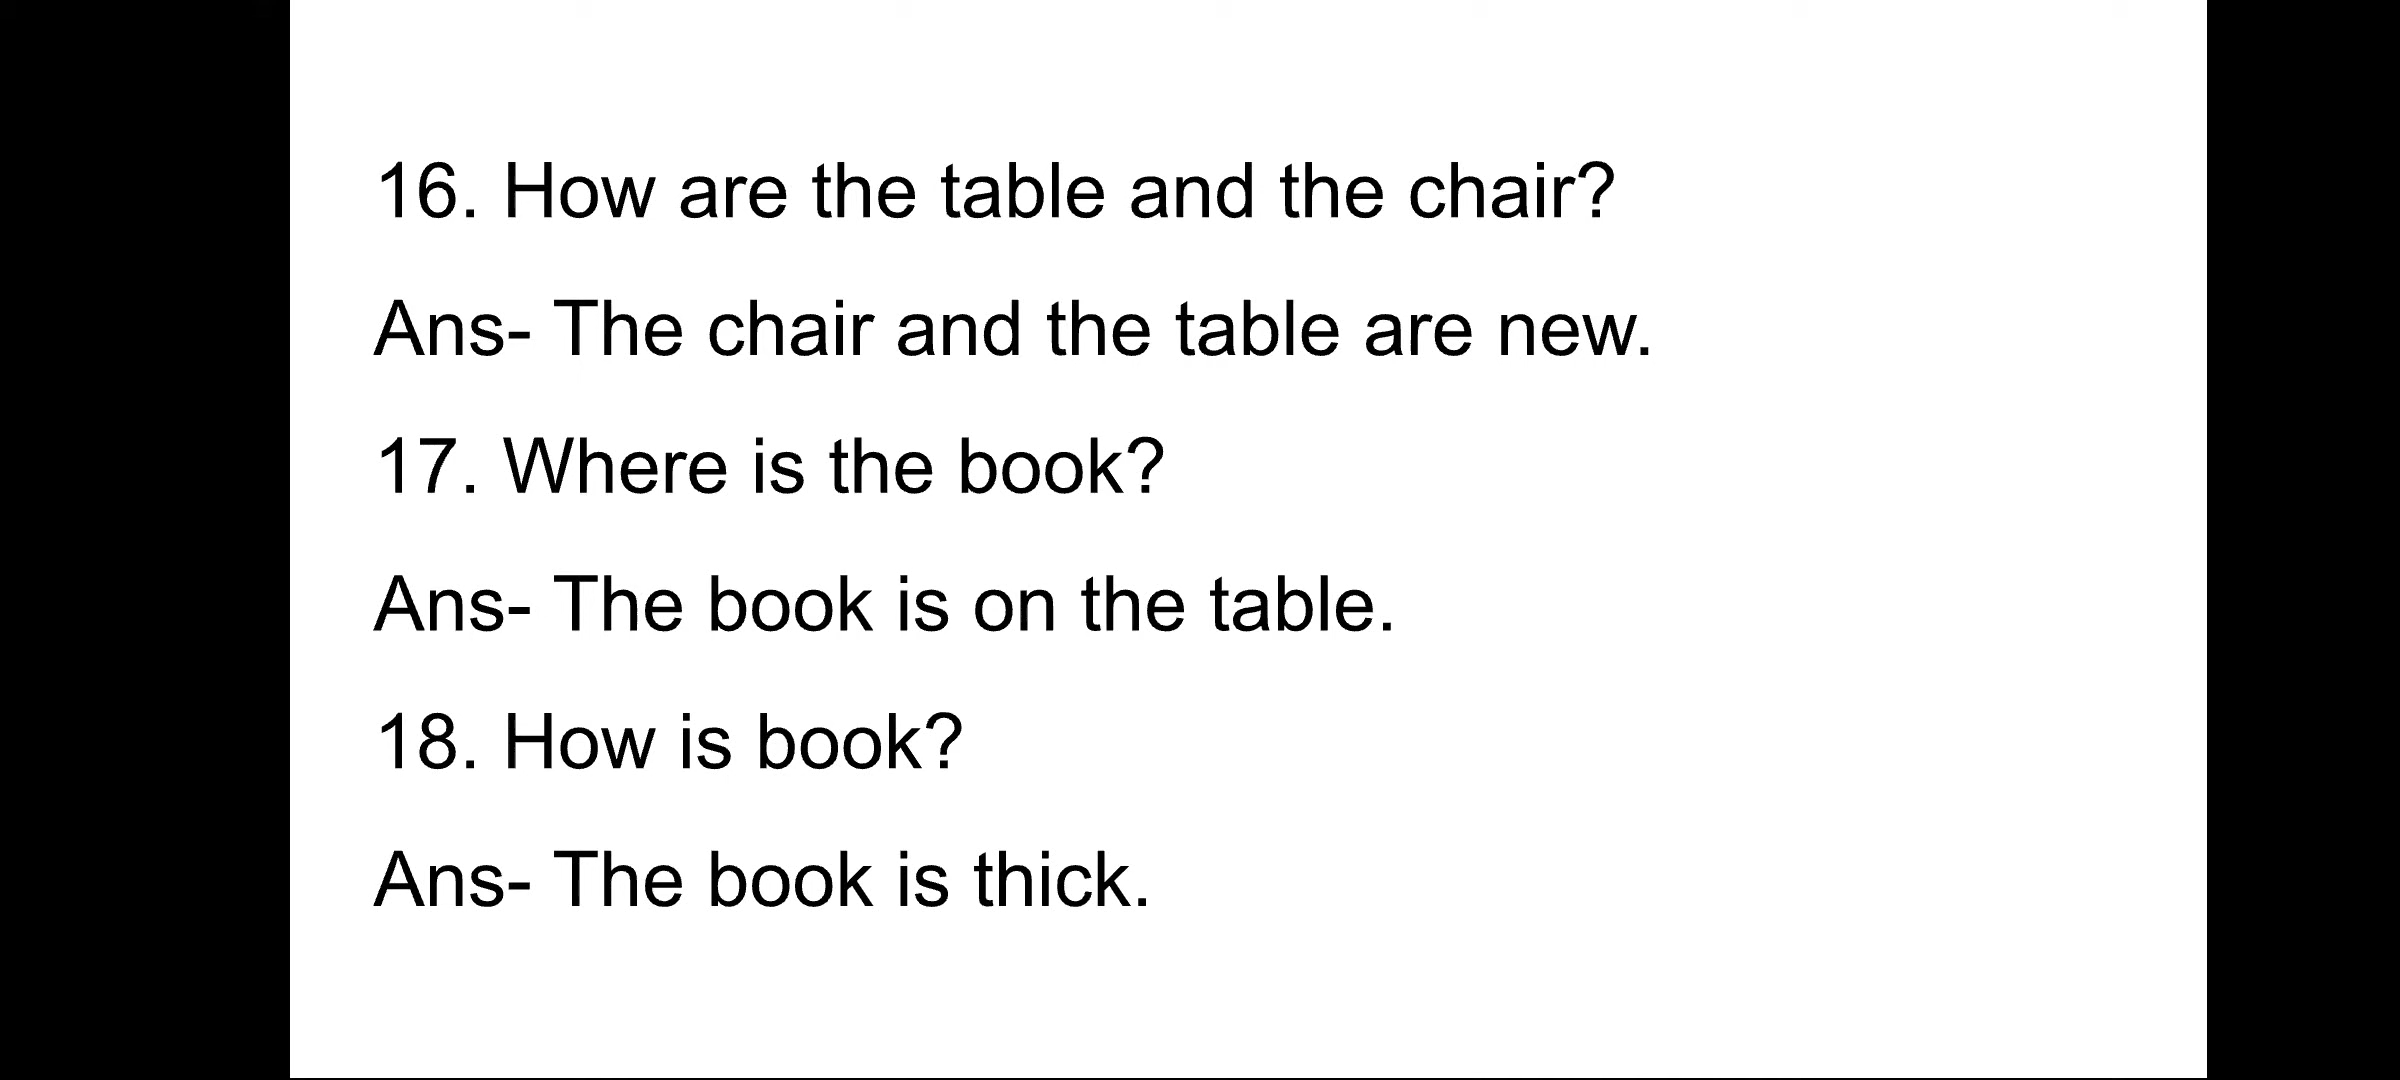 16. How are the table and the chair?
Ans- The chair and the table are new.
17. Where is the book?
Ans- The book is on the table.
18. How is book?
Ans- The book is thick.